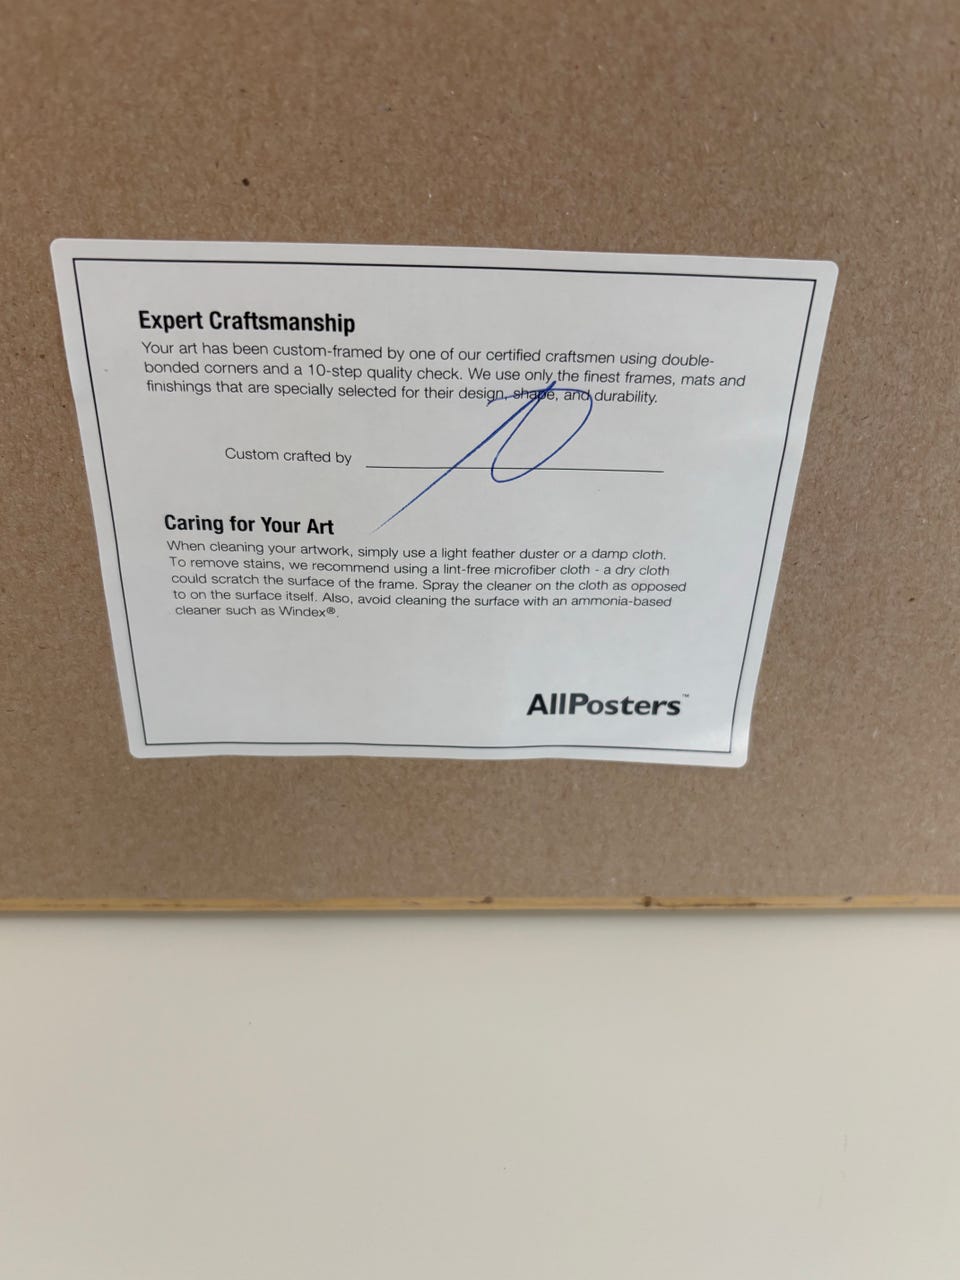 Expert Craftsmanship
Your art has been custom-framed by one of our certified craftsmen using double-
bonded corners and a 10-step quality check. We use only the finest frames, mats and
finishings that are specially selected for their design, shape, and durability.
Custom crafted by
Caring for Your Art
When cleaning your artwork, simply use a light feather duster or a damp cloth.
To remove stains, we recommend using a lint-free microfiber cloth - a dry cloth
could scratch the surface of the frame. Spray the cleaner on the cloth as opposed
to on the surface itself. Also, avoid cleaning the surface with an ammonia-based
cleaner such as Windex®.
AllPosters™